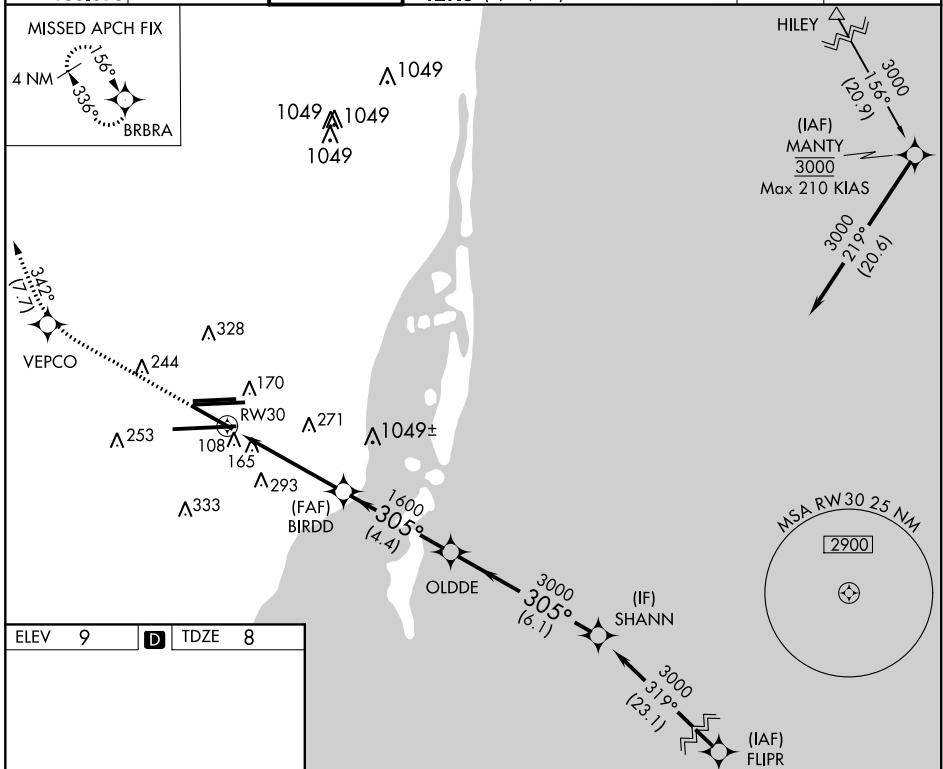 MISSED APCH FIX
156°
4 NM
336°
BRBRA
1049
1049 1049
1049
HILEY
3000
156°
(20.9)
(IAF)
MANTY
3000
Max 210 KIAS
3000
219°
(20.6)
342°
(7.7)
VEPCO
328
244
170
RW30
271
1049±
253
108
165
293
333
(FAF)
BIRDD
1600
305°
(4.4)
OLDDE
3000
305°
(6.1)
(IF)
SHANN
3000
319°
(23.1)
(IAF)
FLIPR
MSA RW30 25 NM
2900
ELEV 9 D TDZE 8